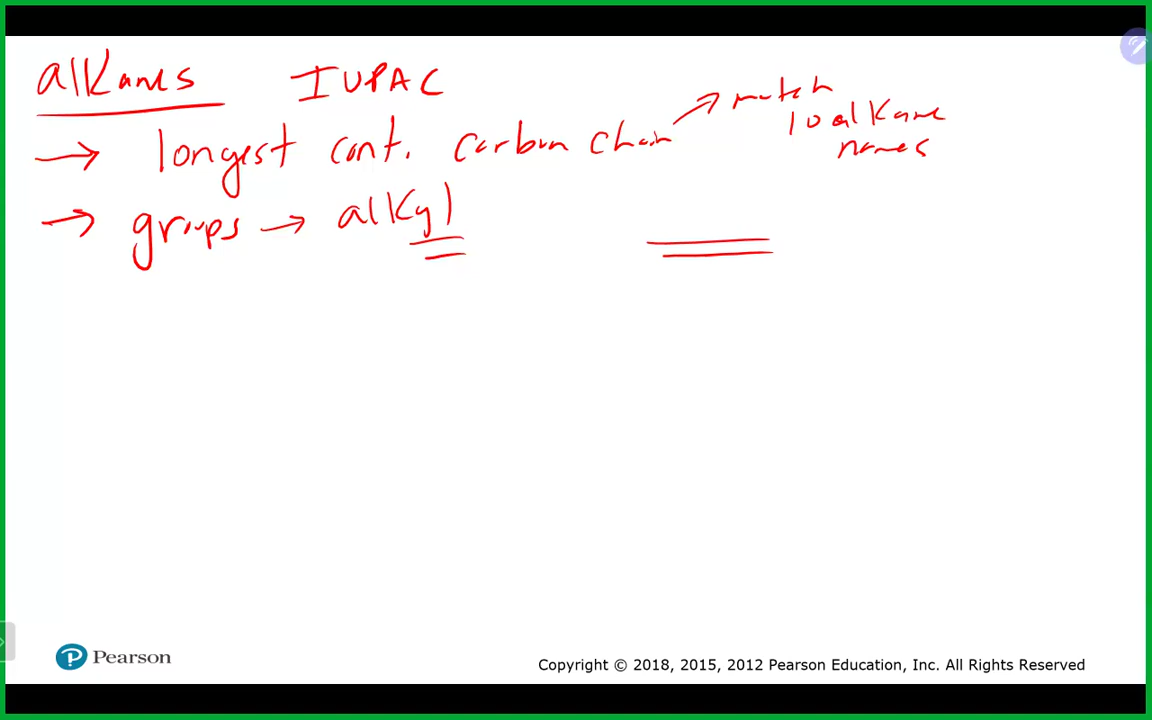 alkanes IUPAC
→ longest cont. carbon chain → match
10 alkane
names
→ groups → alkyl
Pearson
Copyright © 2018, 2015, 2012 Pearson Education, Inc. All Rights Reserved